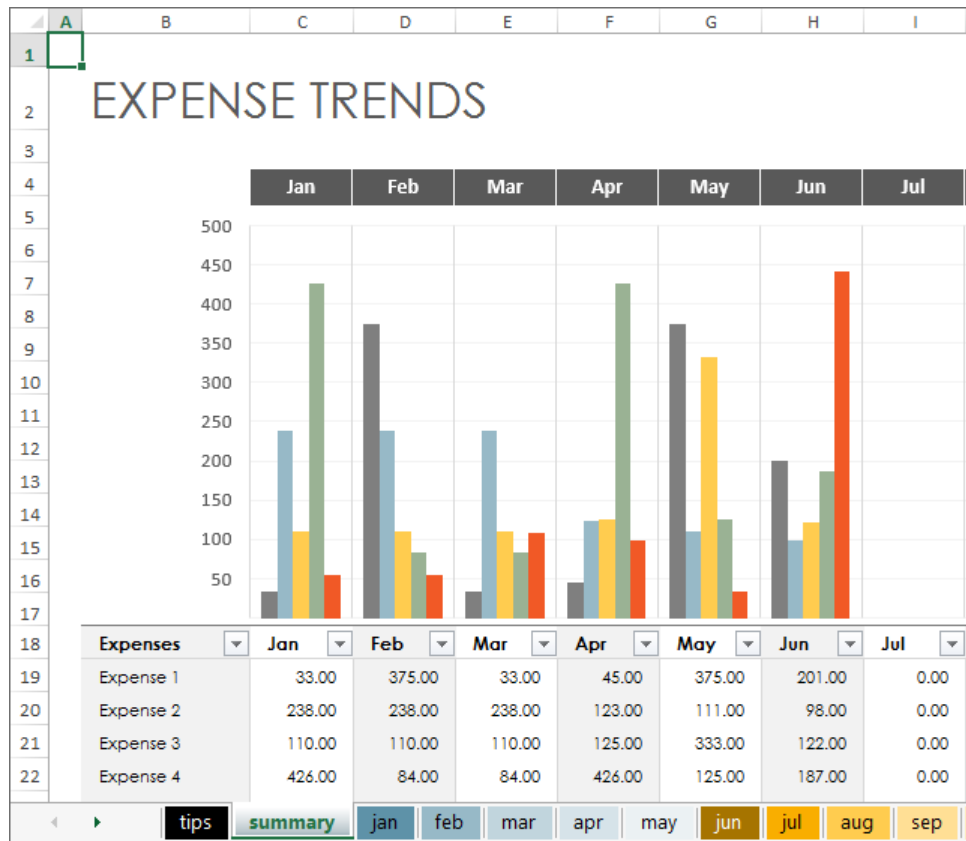 A B C D E F G H I
1
2 EXPENSE TRENDS
3
4 Jan Feb Mar Apr May Jun Jul
5 500
6 450
7 400
8 350
9 300
10 250
11 200
12 150
13 100
14 50
15
16
17
18 Expenses Jan Feb Mar Apr May Jun Jul
19 Expense 1 33.00 375.00 33.00 45.00 375.00 201.00 0.00
20 Expense 2 238.00 238.00 238.00 123.00 111.00 98.00 0.00
21 Expense 3 110.00 110.00 110.00 125.00 333.00 122.00 0.00
22 Expense 4 426.00 84.00 84.00 426.00 125.00 187.00 0.00
tips summary jan feb mar apr may jun jul aug sep